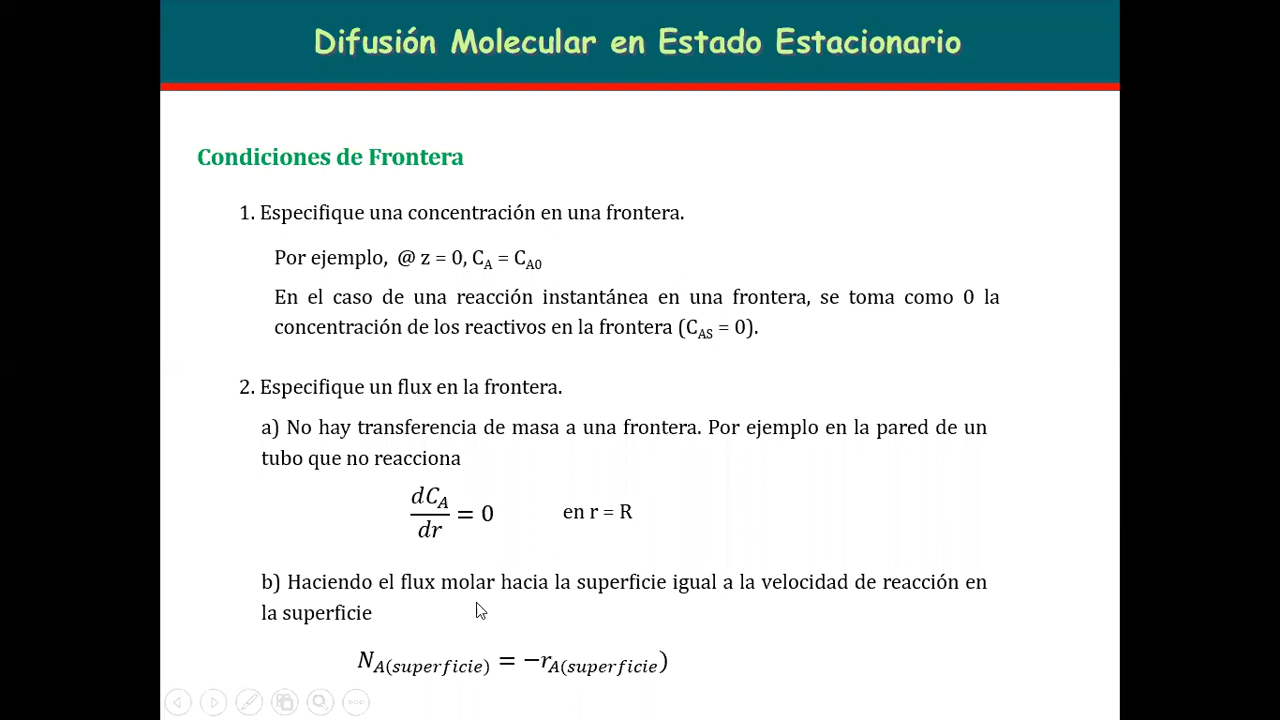 Difusión Molecular en Estado Estacionario
Condiciones de Frontera
1. Especifique una concentración en una frontera.
Por ejemplo, @ z = 0, C_A = C_A0
En el caso de una reacción instantánea en una frontera, se toma como 0 la
concentración de los reactivos en la frontera (C_AS = 0).
2. Especifique un flux en la frontera.
a) No hay transferencia de masa a una frontera. Por ejemplo en la pared de un
tubo que no reacciona
dC_A/dr = 0 en r = R
b) Haciendo el flux molar hacia la superficie igual a la velocidad de reacción en
la superficie
N_A(superficie) = −r_A(superficie)